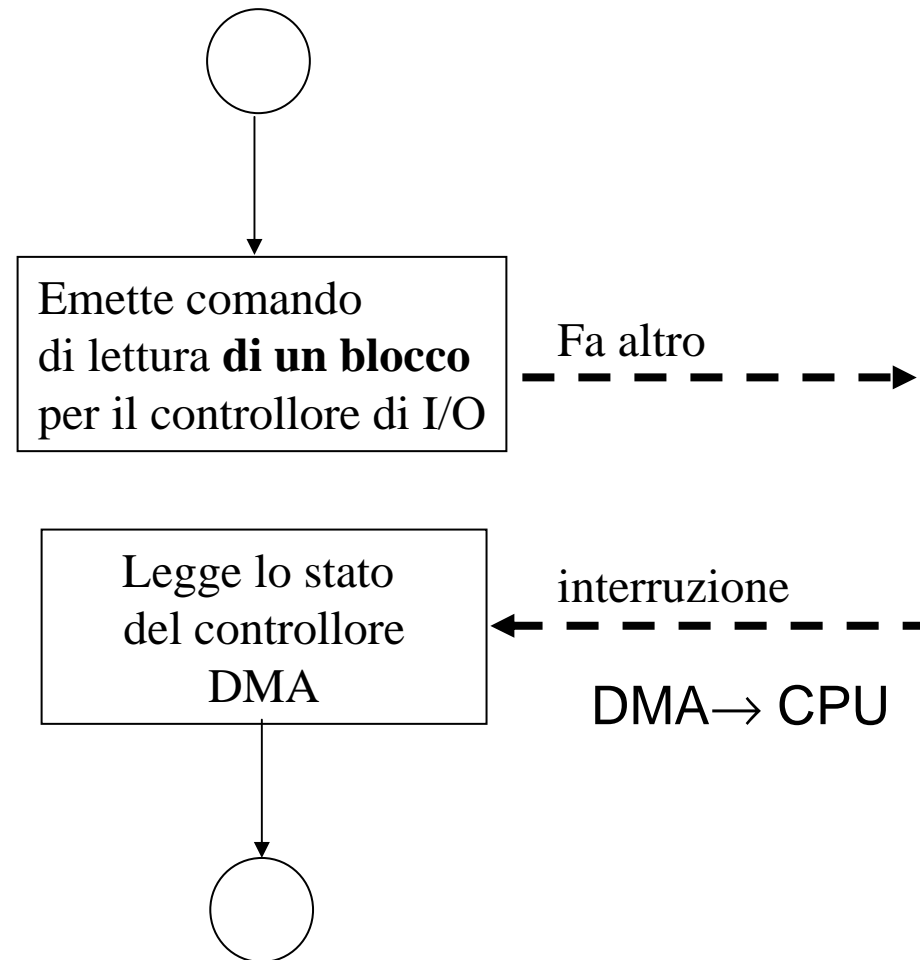 Emette comando
di lettura di un blocco
per il controllore di I/O
Fa altro
Legge lo stato
del controllore
DMA
interruzione
DMA→ CPU